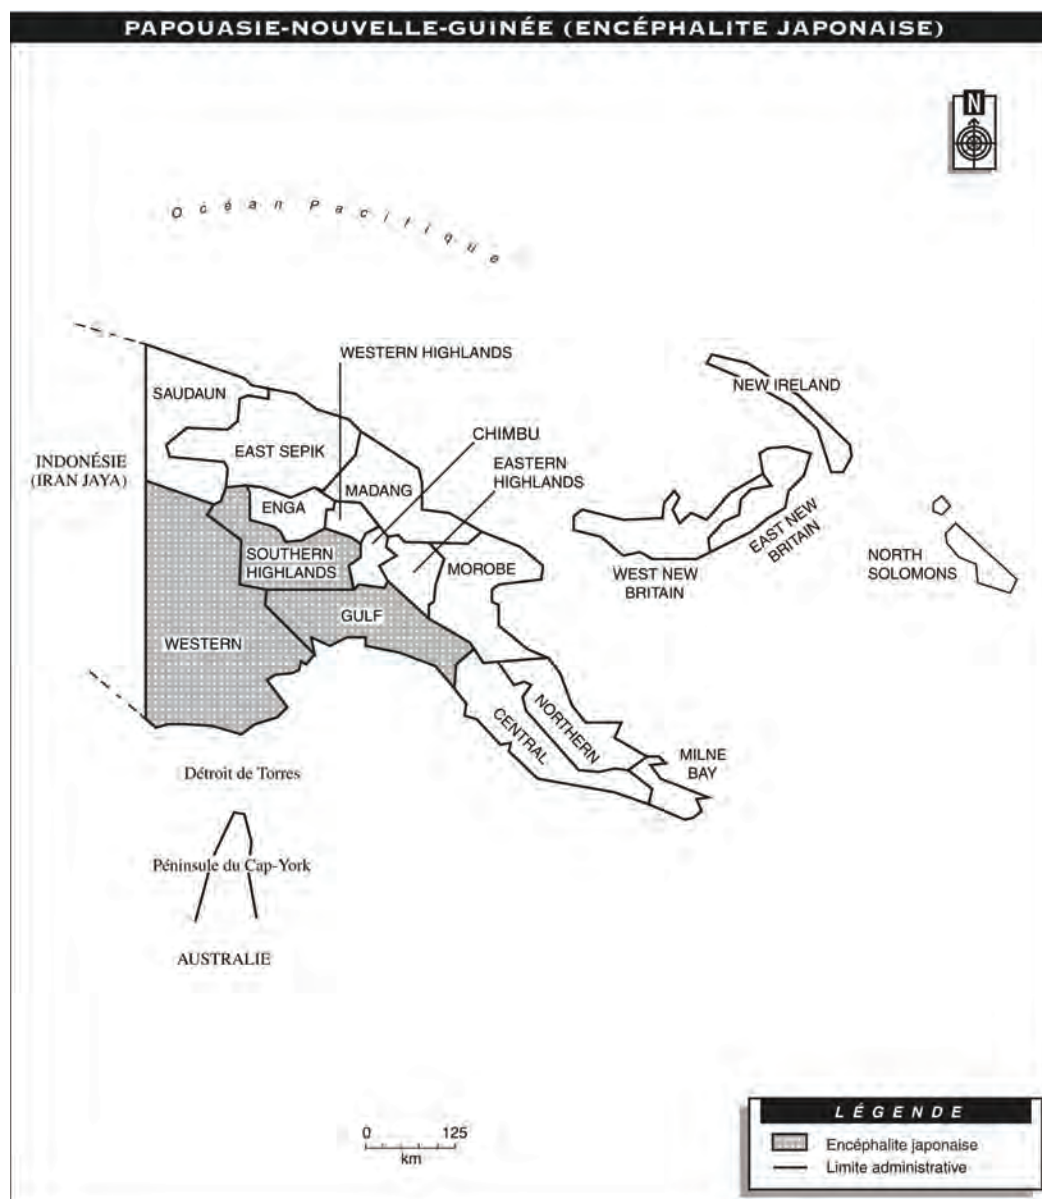 PAPOUASIE-NOUVELLE-GUINÉE (ENCÉPHALITE JAPONAISE)
N
Océan Pacifique
WESTERN HIGHLANDS
SAUDAUN
NEW IRELAND
CHIMBU
EAST SEPIK
INDONÉSIE
(IRAN JAYA)
EASTERN
HIGHLANDS
MADANG
ENGA
EAST NEW
BRITAIN
SOUTHERN
HIGHLANDS
MOROBE
WEST NEW
BRITAIN
NORTH
SOLOMONS
GULF
WESTERN
NORTHERN
CENTRAL
MILNE
BAY
Détroit de Torres
Péninsule du Cap-York
AUSTRALIE
0 125
km
LÉGENDE
Encéphalite japonaise
Limite administrative